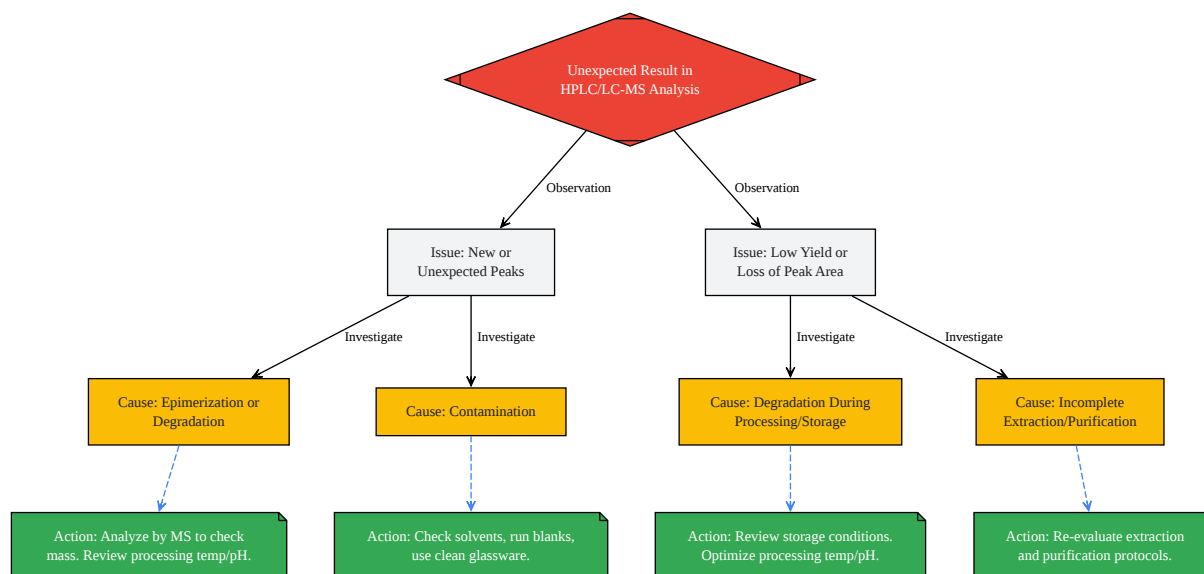 Unexpected Result in
HPLC/LC-MS Analysis
Observation
Observation
Issue: New or
Unexpected Peaks
Issue: Low Yield or
Loss of Peak Area
Investigate
Investigate
Investigate
Investigate
Cause: Epimerization or
Degradation
Cause: Contamination
Cause: Degradation During
Processing/Storage
Cause: Incomplete
Extraction/Purification
Action: Analyze by MS to check
mass. Review processing temp/pH.
Action: Check solvents, run blanks,
use clean glassware.
Action: Review storage conditions.
Optimize processing temp/pH.
Action: Re-evaluate extraction
and purification protocols.